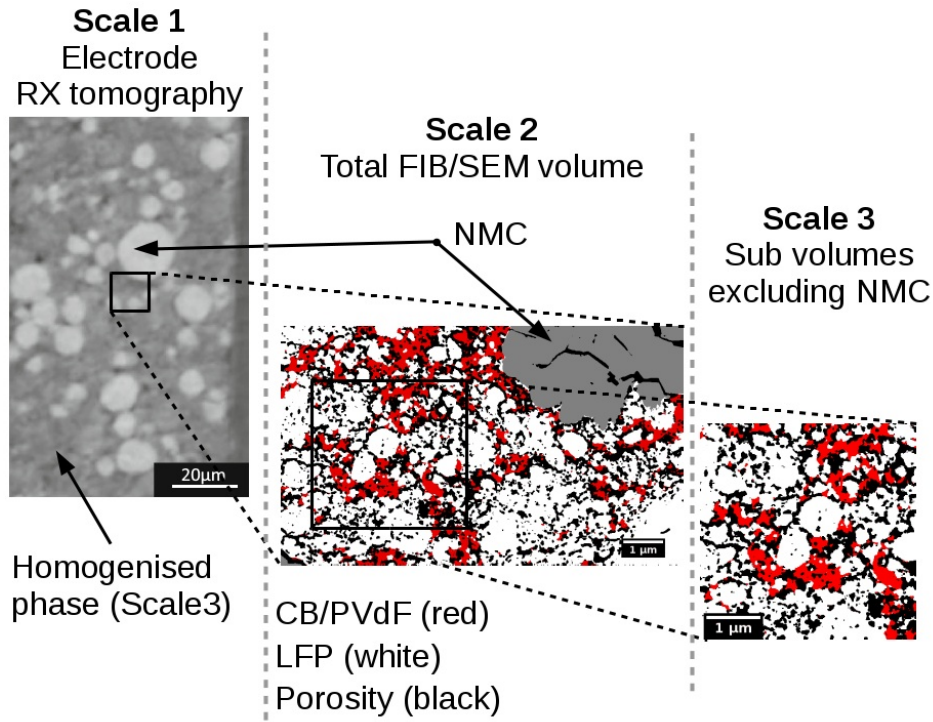 Scale 1
Electrode
RX tomography
20µm
Homogenised
phase (Scale3)
Scale 2
Total FIB/SEM volume
NMC
1 µm
CB/PVdF (red)
LFP (white)
Porosity (black)
Scale 3
Sub volumes
excluding NMC
1 µm